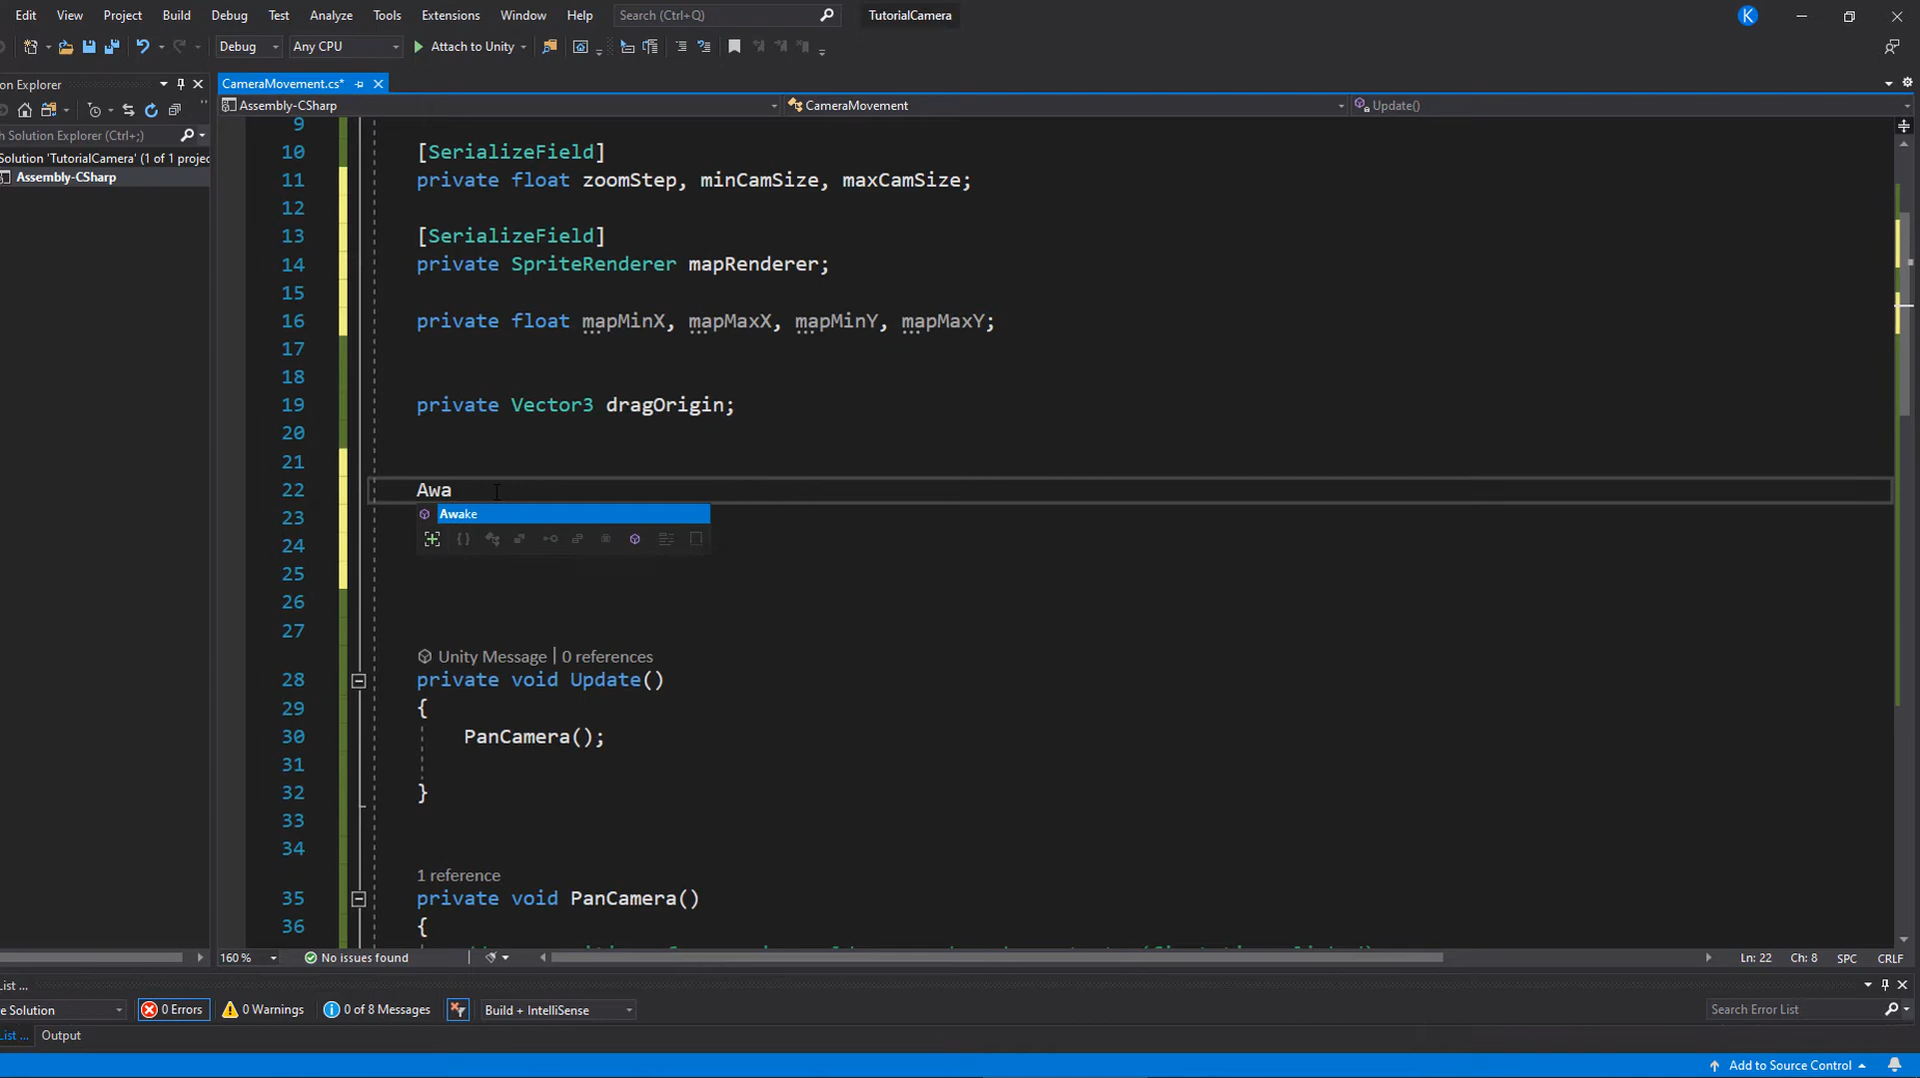 Edit View Project Build Debug Test Analyze Tools Extensions Window Help Search (Ctrl+Q) TutorialCamera K
Debug Any CPU Attach to Unity
on Explorer CameraMovement.cs*
Assembly-CSharp CameraMovement Update()
h Solution Explorer (Ctrl+;)
Solution 'TutorialCamera' (1 of 1 projec
Assembly-CSharp
9
10 [SerializeField]
11 private float zoomStep, minCamSize, maxCamSize;
12
13 [SerializeField]
14 private SpriteRenderer mapRenderer;
15
16 private float mapMinX, mapMaxX, mapMinY, mapMaxY;
17
18
19 private Vector3 dragOrigin;
20
21
22 Awa
23 Awake
24
25
26
27
Unity Message | 0 references
28 private void Update()
29 {
30 PanCamera();
31
32 }
33
34
1 reference
35 private void PanCamera()
36 {
160 % No issues found Ln: 22 Ch: 8 SPC CRLF
List ...
e Solution 0 Errors 0 Warnings 0 of 8 Messages Build + IntelliSense Search Error List
List ... Output
Add to Source Control